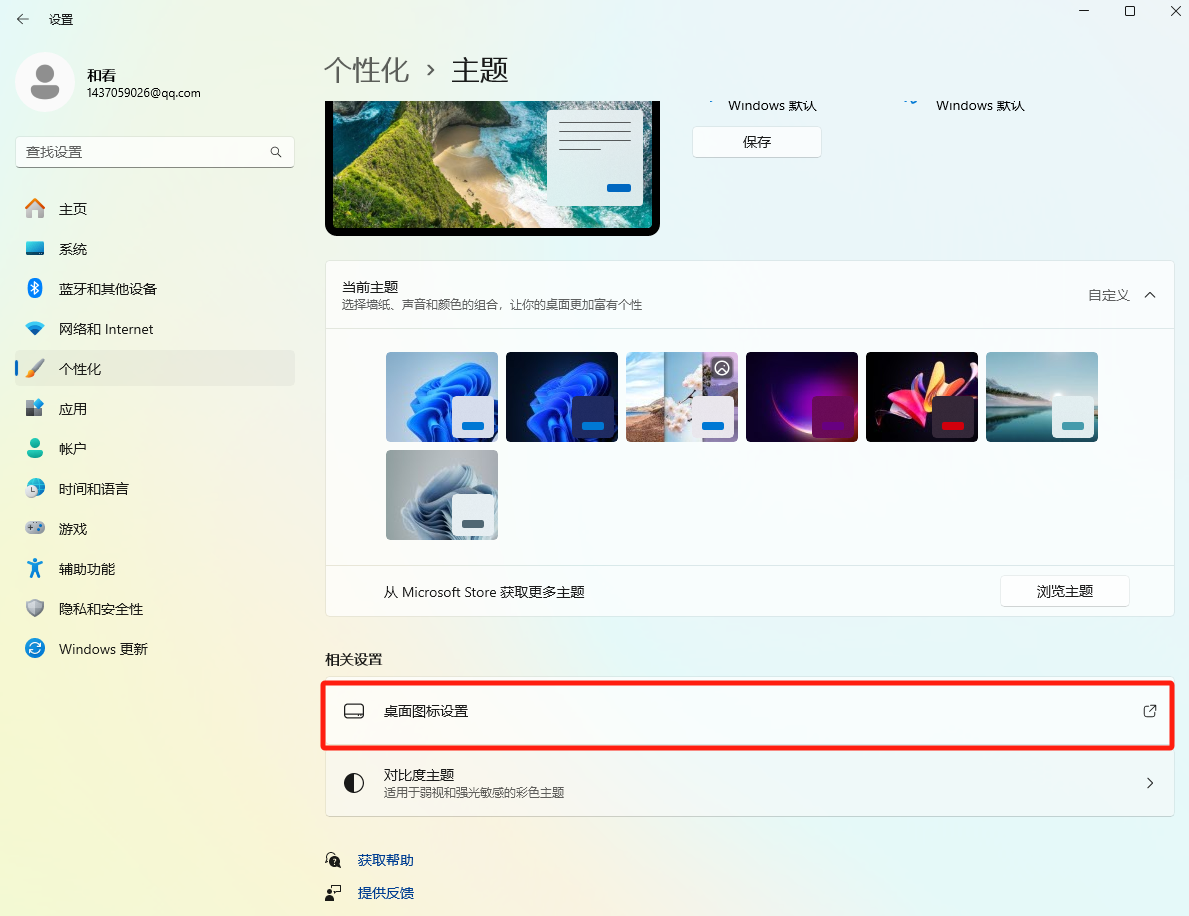 设置
和看
1437059026@qq.com
查找设置
主页
系统
蓝牙和其他设备
网络和 Internet
个性化
应用
帐户
时间和语言
游戏
辅助功能
隐私和安全性
Windows 更新
个性化 › 主题
Windows 默认
Windows 默认
保存
当前主题
选择墙纸、声音和颜色的组合，让你的桌面更加富有个性
自定义
从 Microsoft Store 获取更多主题
浏览主题
相关设置
桌面图标设置
对比度主题
适用于弱视和强光敏感的彩色主题
获取帮助
提供反馈